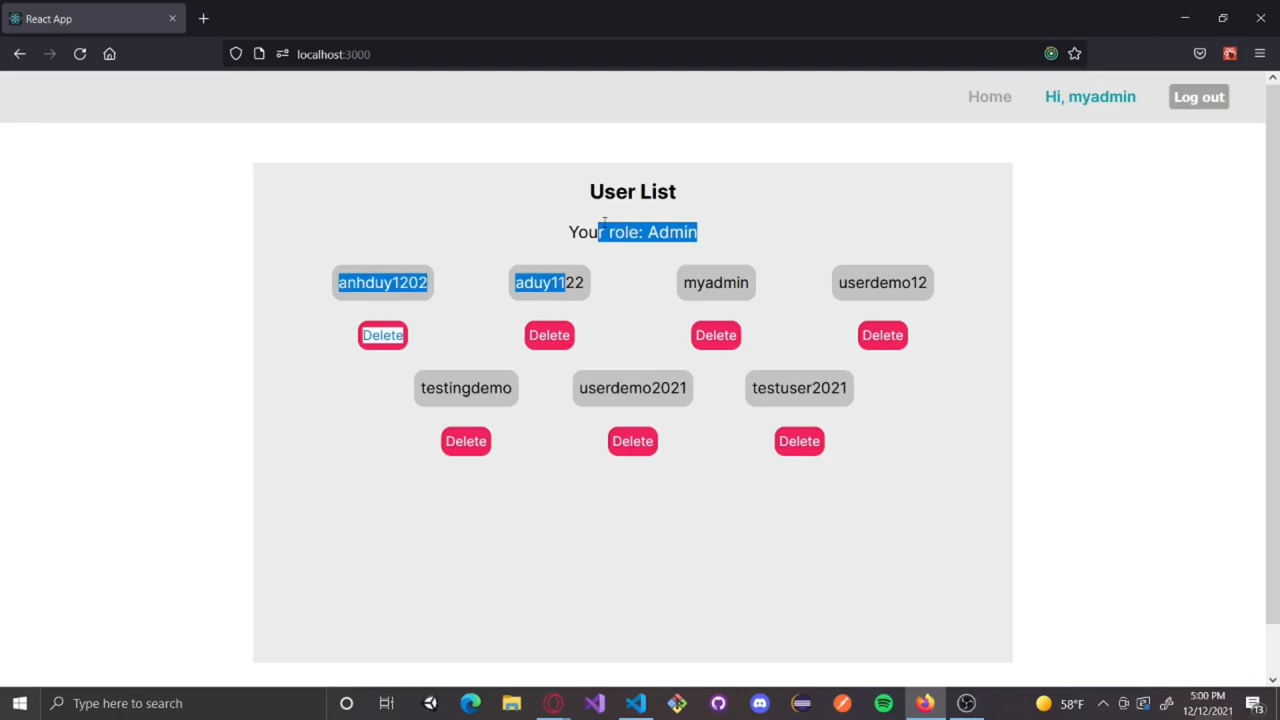 React App
localhost:3000
Home Hi, myadmin Log out
User List
Your role: Admin
anhduy1202 aduy1122 myadmin userdemo12
Delete Delete Delete Delete
testingdemo userdemo2021 testuser2021
Delete Delete Delete
Type here to search
58°F
5:00 PM
12/12/2021
13